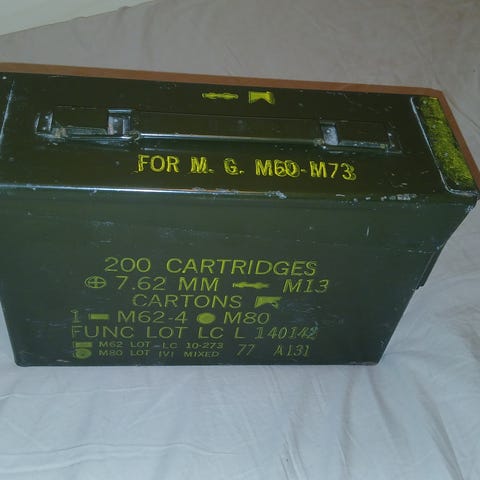 FOR M. G. M60-M73
200 CARTRIDGES
7.62 MM M13
CARTONS
1 M62-4 M80
FUNC LOT LC L 140142
M62 LOT LC 10-273
M80 LOT (V) MIXED 77 A131